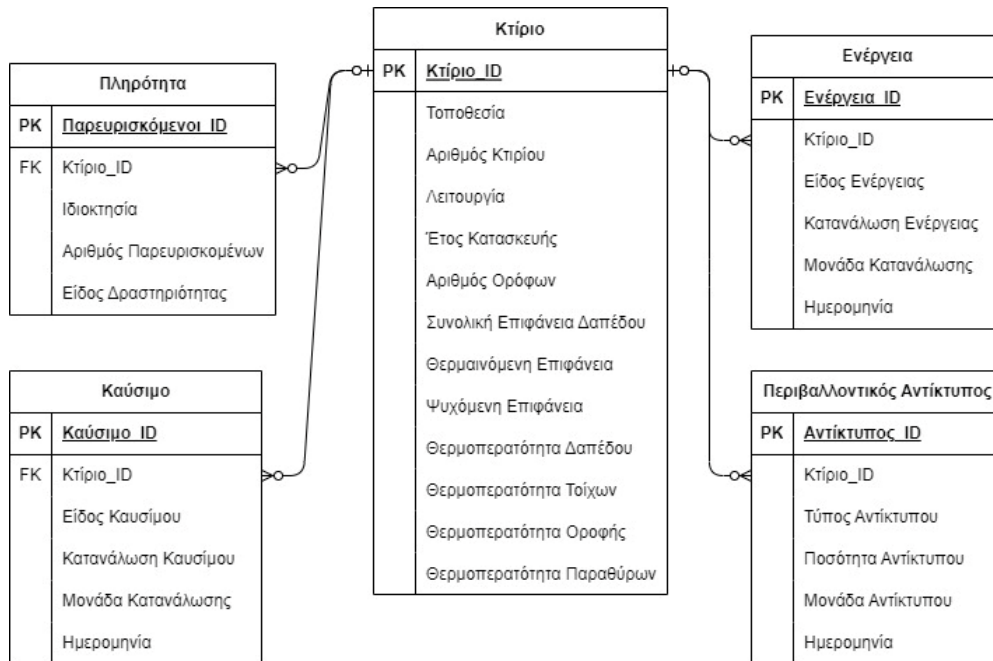 Κτίριο
PK Κτίριο_ID
Τοποθεσία
Αριθμός Κτιρίου
Λειτουργία
Έτος Κατασκευής
Αριθμός Ορόφων
Συνολική Επιφάνεια Δαπέδου
Θερμαινόμενη Επιφάνεια
Ψυχόμενη Επιφάνεια
Θερμοπερατότητα Δαπέδου
Θερμοπερατότητα Τοίχων
Θερμοπερατότητα Οροφής
Θερμοπερατότητα Παραθύρων
Πληρότητα
PK Παρευρισκόμενοι_ID
FK Κτίριο_ID
Ιδιοκτησία
Αριθμός Παρευρισκομένων
Είδος Δραστηριότητας
Καύσιμο
PK Καύσιμο_ID
FK Κτίριο_ID
Είδος Καυσίμου
Κατανάλωση Καυσίμου
Μονάδα Κατανάλωσης
Ημερομηνία
Ενέργεια
PK Ενέργεια_ID
Κτίριο_ID
Είδος Ενέργειας
Κατανάλωση Ενέργειας
Μονάδα Κατανάλωσης
Ημερομηνία
Περιβαλλοντικός Αντίκτυπος
PK Αντίκτυπος_ID
Κτίριο_ID
Τύπος Αντίκτυπου
Ποσότητα Αντίκτυπου
Μονάδα Αντίκτυπου
Ημερομηνία